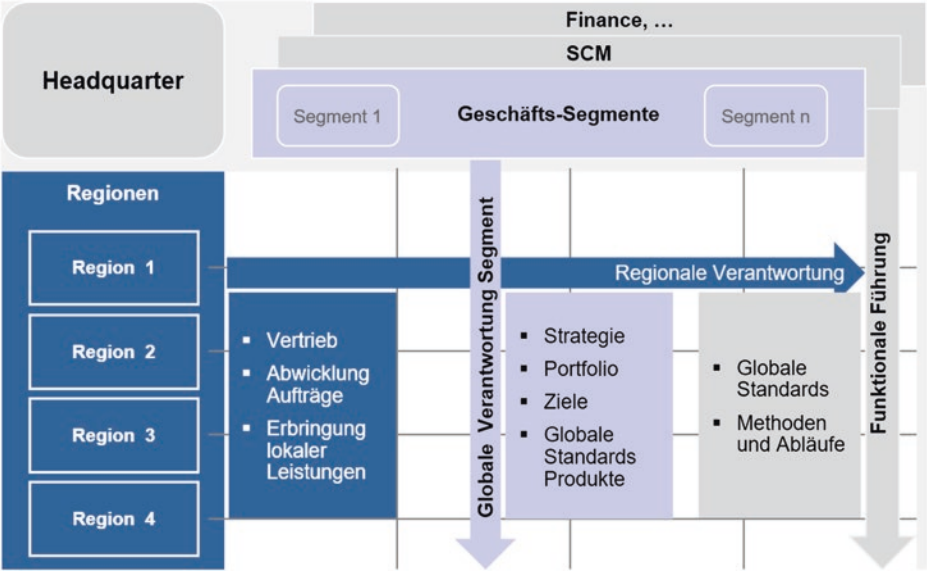 Finance, …
SCM
Headquarter
Segment 1
Geschäfts-Segmente
Segment n
Regionen
Region 1
Region 2
Region 3
Region 4
Regionale Verantwortung
Globale Verantwortung Segment
Funktionale Führung
▪ Vertrieb
▪ Abwicklung
Aufträge
▪ Erbringung
lokaler
Leistungen
▪ Strategie
▪ Portfolio
▪ Ziele
▪ Globale
Standards
Produkte
▪ Globale
Standards
▪ Methoden
und Abläufe